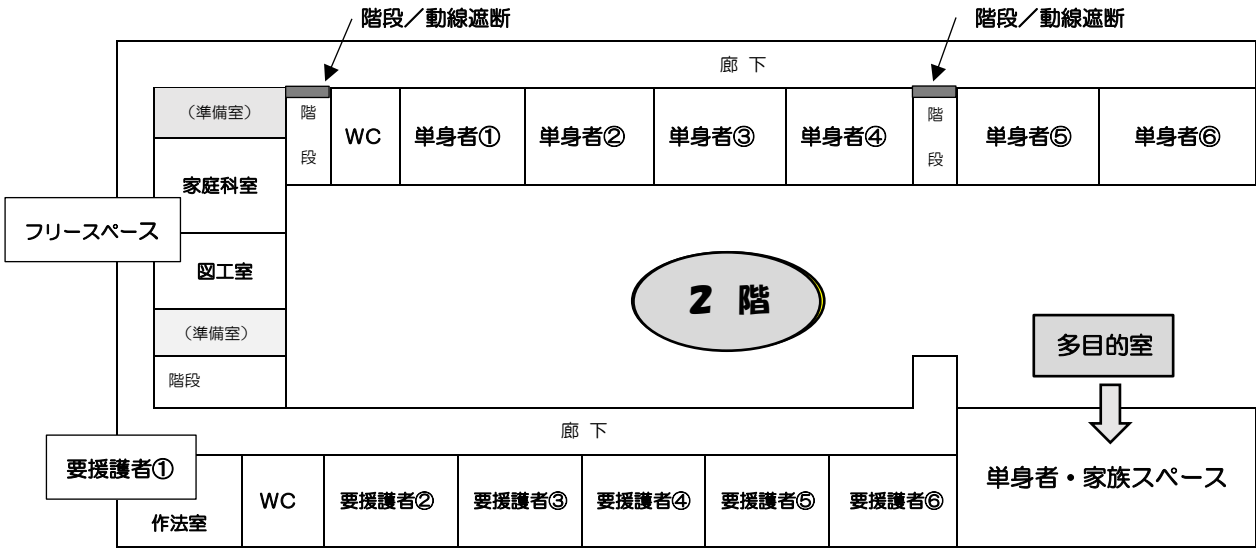 階段／動線遮断
階段／動線遮断
廊 下
（準備室）
階
段
WC
単身者①
単身者②
単身者③
単身者④
階
段
単身者⑤
単身者⑥
家庭科室
フリースペース
図工室
２ 階
（準備室）
多目的室
階段
廊 下
要援護者①
作法室
WC
要援護者②
要援護者③
要援護者④
要援護者⑤
要援護者⑥
単身者・家族スペース